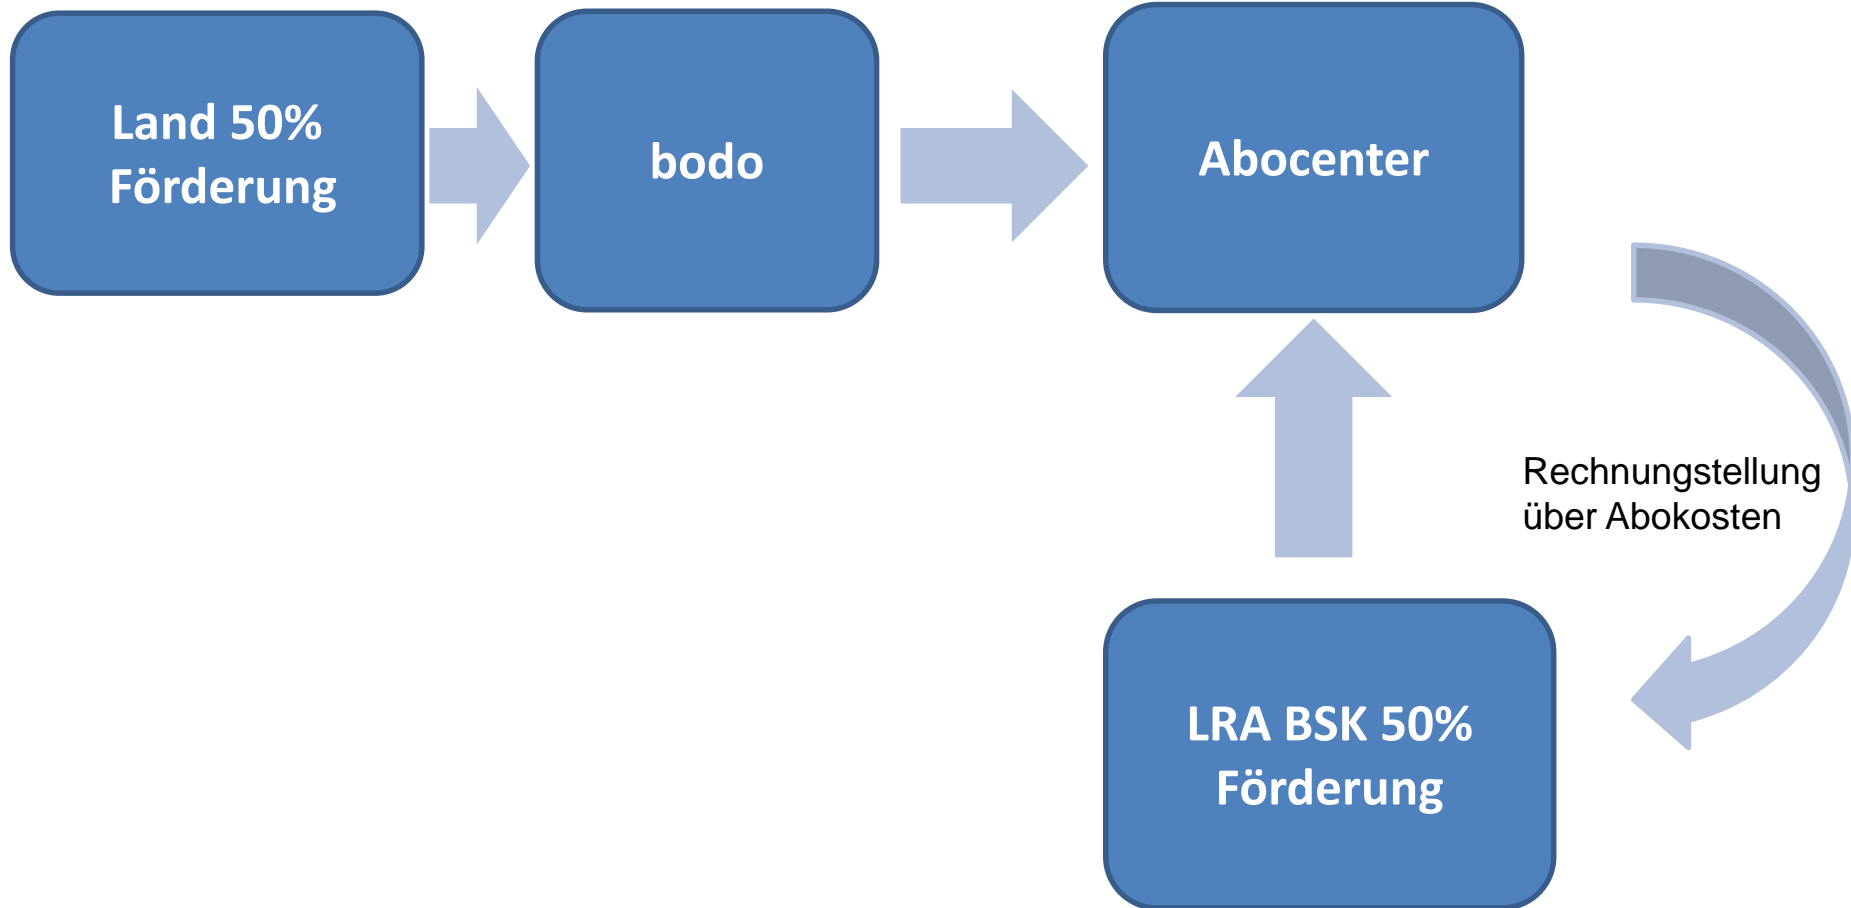 Land 50%
Förderung
bodo
Abocenter
Rechnungstellung
über Abokosten
LRA BSK 50%
Förderung